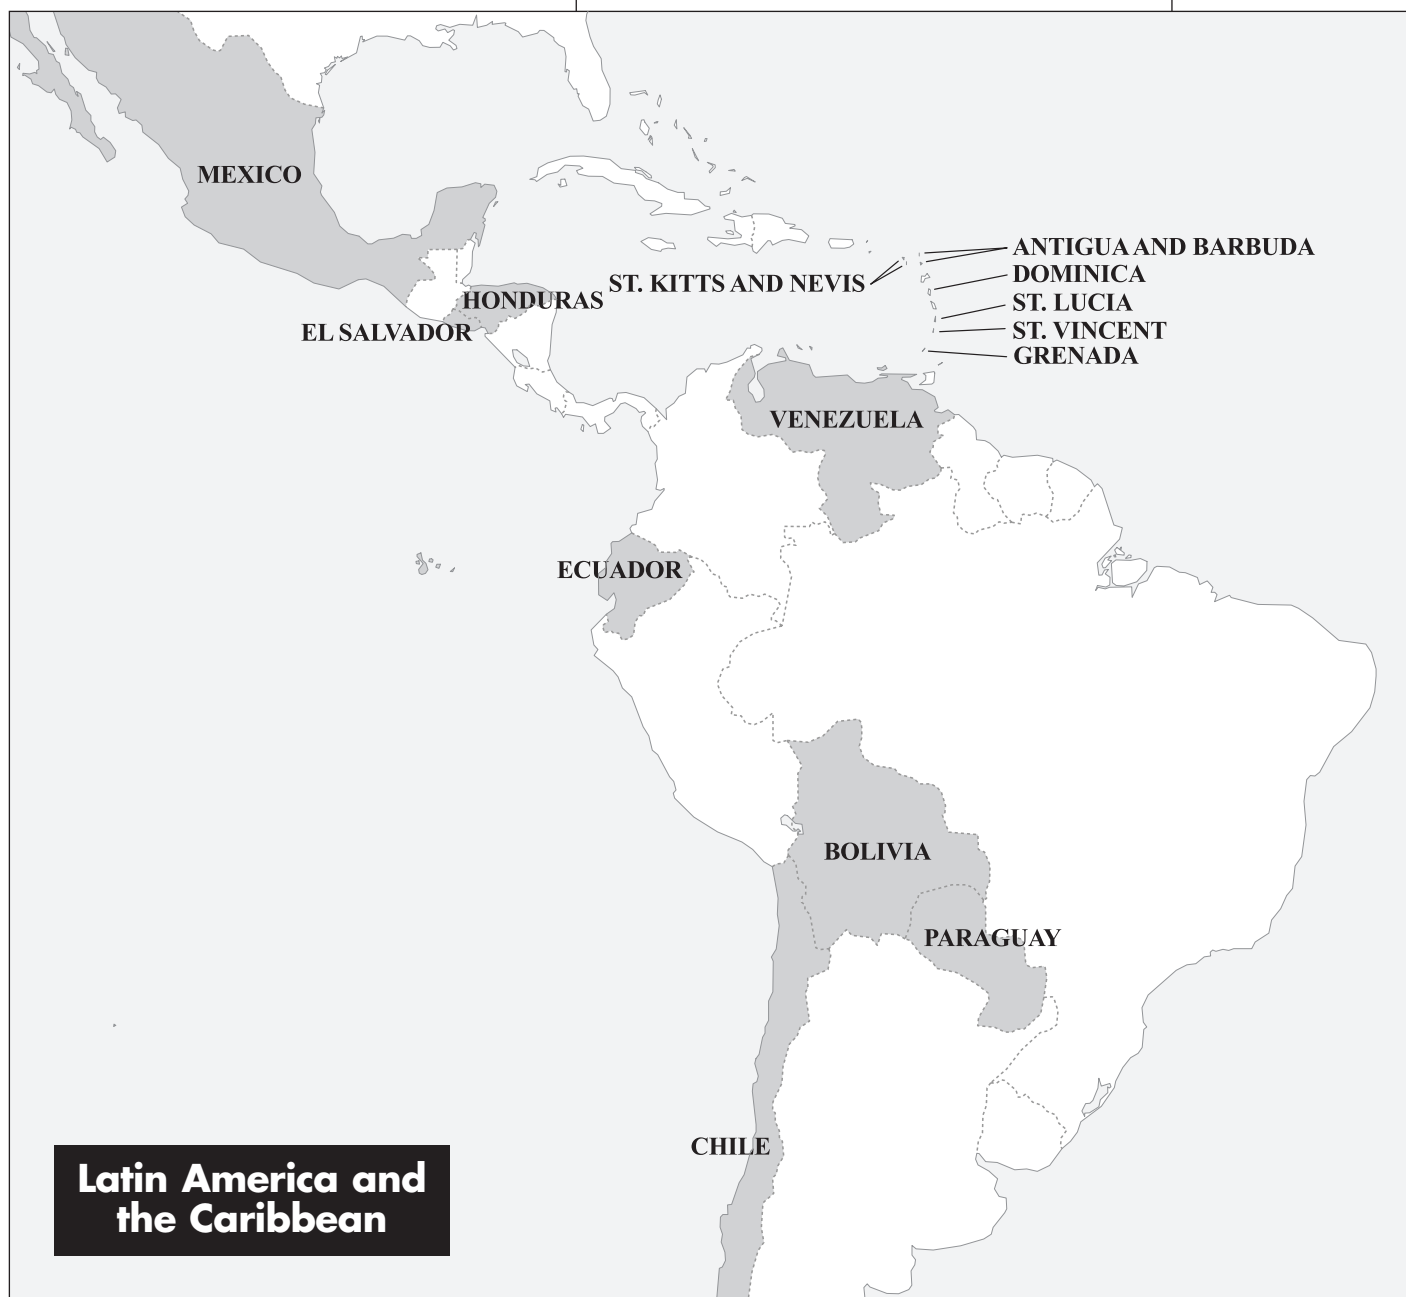 MEXICO
ANTIGUA AND BARBUDA
DOMINICA
ST. KITTS AND NEVIS
HONDURAS
ST. LUCIA
EL SALVADOR
ST. VINCENT
GRENADA
VENEZUELA
ECUADOR
BOLIVIA
PARAGUAY
CHILE
Latin America and
the Caribbean